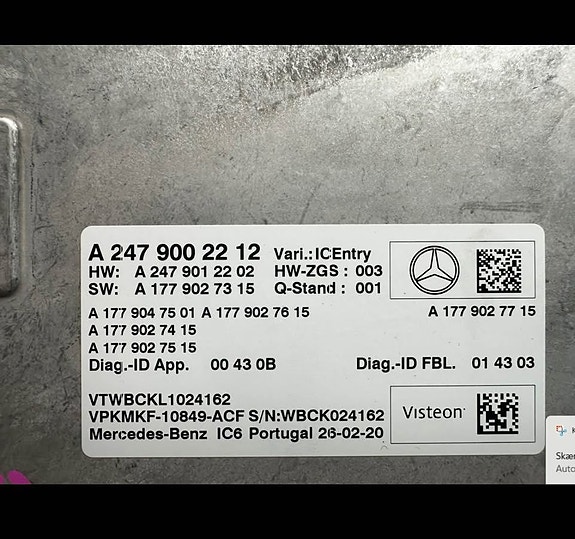 A 247 900 22 12 Vari.: ICEntry
HW: A 247 901 22 02 HW-ZGS : 003
SW: A 177 902 73 15 Q-Stand : 001
A 177 904 75 01 A 177 902 76 15 A 177 902 77 15
A 177 902 74 15
A 177 902 75 15
Diag.-ID App. 00 43 0B Diag.-ID FBL. 01 43 03
VTWBCKL1024162
VPKMKF-10849-ACF S/N:WBCK024162
Mercedes-Benz IC6 Portugal 26-02-20
Visteon